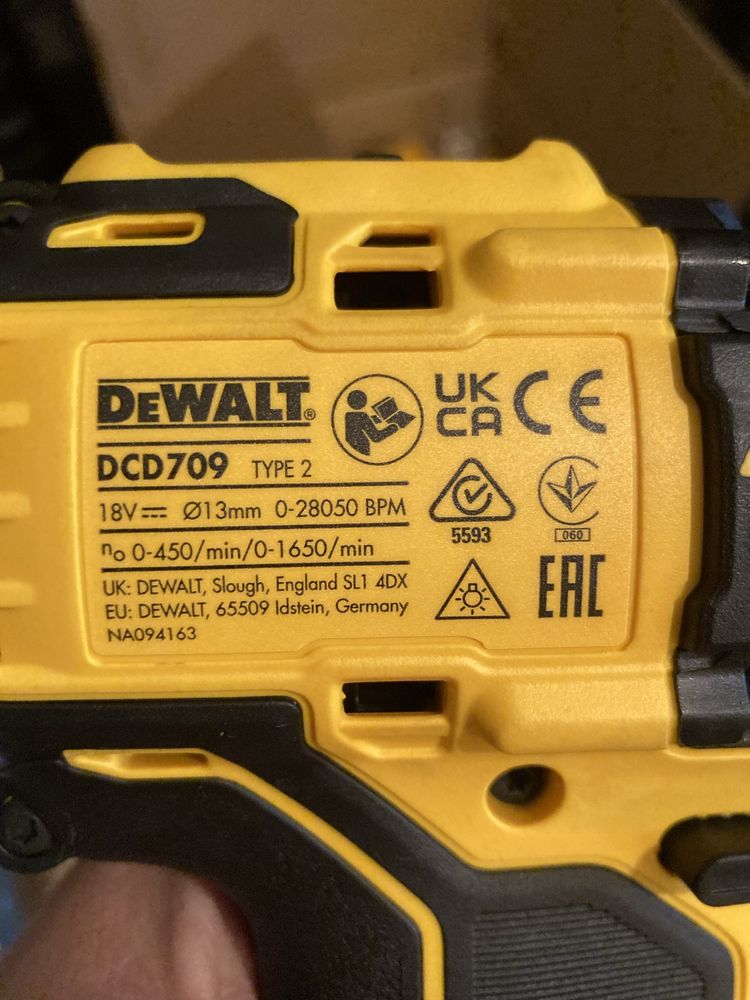 DEWALT®
DCD709 TYPE 2
18V Ø13mm 0-28050 BPM
no 0-450/min/0-1650/min
UK: DEWALT, Slough, England SL1 4DX
EU: DEWALT, 65509 Idstein, Germany
NA094163
UK
CA
CE
5593
060
EAC